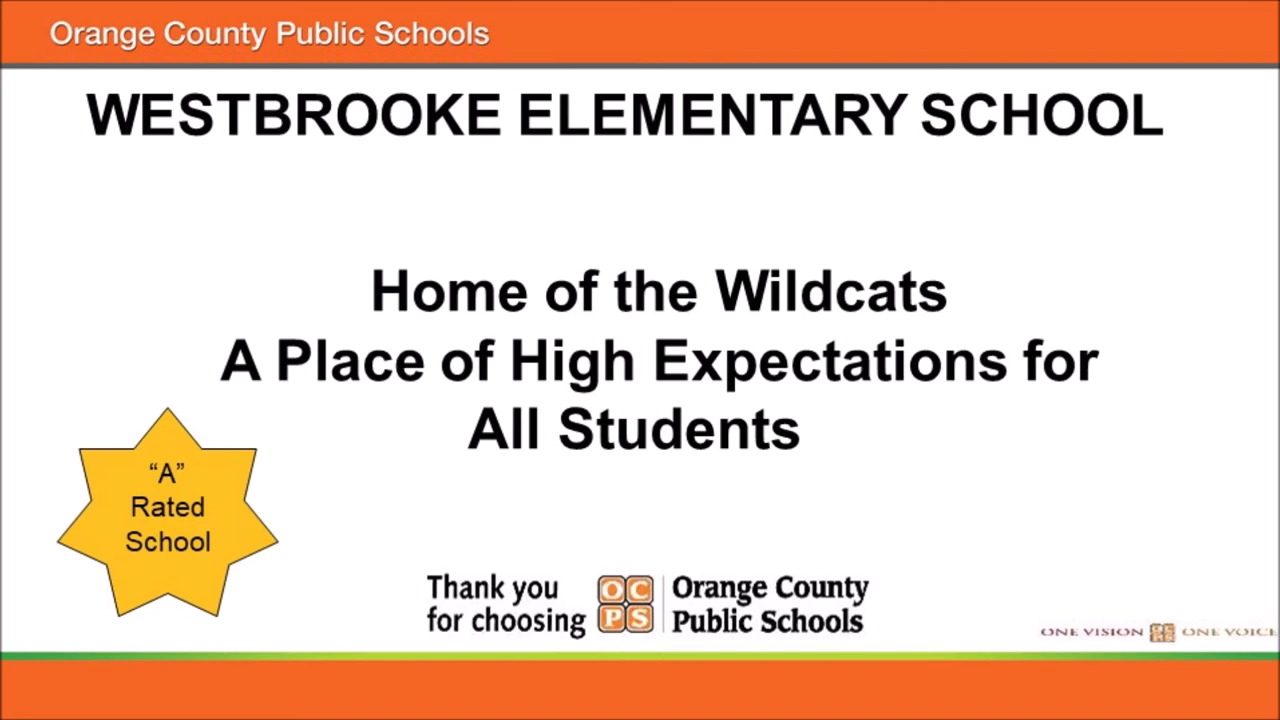 Orange County Public Schools
WESTBROOKE ELEMENTARY SCHOOL
Home of the Wildcats
A Place of High Expectations for
All Students
“A”
Rated
School
Thank you
for choosing
OC
PS
Orange County
Public Schools
ONE VISION OCPS ONE VOICE